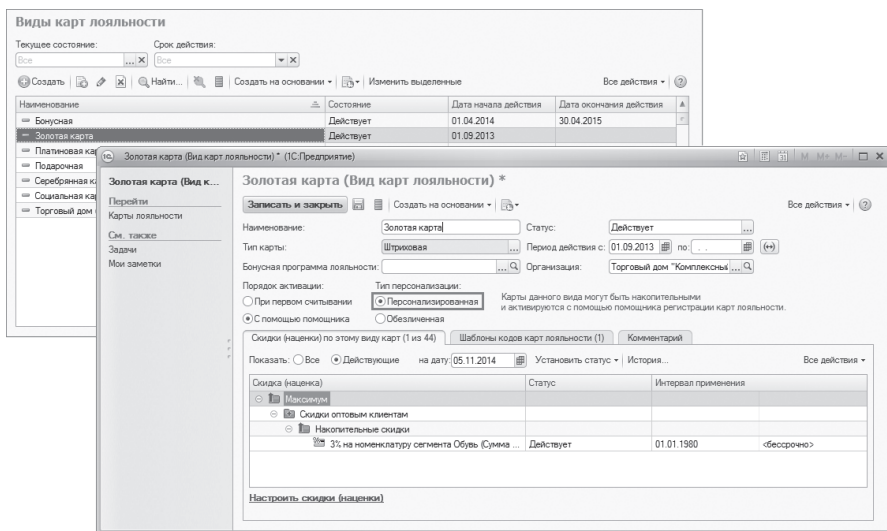 Виды карт лояльности
Текущее состояние: Срок действия:
Все ... × Все × 
Создать Найти... Создать на основании Изменить выделенные Все действия
Наименование Состояние Дата начала действия Дата окончания действия
Бонусная Действует 01.04.2014 30.04.2015
Золотая карта Действует 01.09.2013
Платиновая
Подарочная
Серебрянная
Социальная
Торговый дом
Золотая карта (Вид карт лояльности) * (1С:Предприятие) M M+ M-
Золотая карта (Вид к...
Перейти
Карты лояльности
См. также
Задачи
Мои заметки
Золотая карта (Вид карт лояльности) *
Записать и закрыть Создать на основании Все действия
Наименование: Золотая карта Статус: Действует ...
Тип карты: Штриховая ... Период действия с: 01.09.2013 по: . .
Бонусная программа лояльности: ... Организация: Торговый дом "Комплексный ...
Порядок активации: Тип персонализации:
При первом считывании Персонализированная Карты данного вида могут быть накопительными
и активируются с помощью помощника регистрации карт лояльности.
С помощью помощника Обезличенная
Скидки (наценки) по этому виду карт (1 из 44) Шаблоны кодов карт лояльности (1) Комментарий
Показать: Все Действующие на дату: 05.11.2014 Установить статус История... Все действия
Скидка (наценка) Статус Интервал применения
Максимум
Скидки оптовым клиентам
Накопительные скидки
3% на номенклатуру сегмента Обувь (Сумма ... Действует 01.01.1980 <бессрочно>
Настроить скидки (наценки)